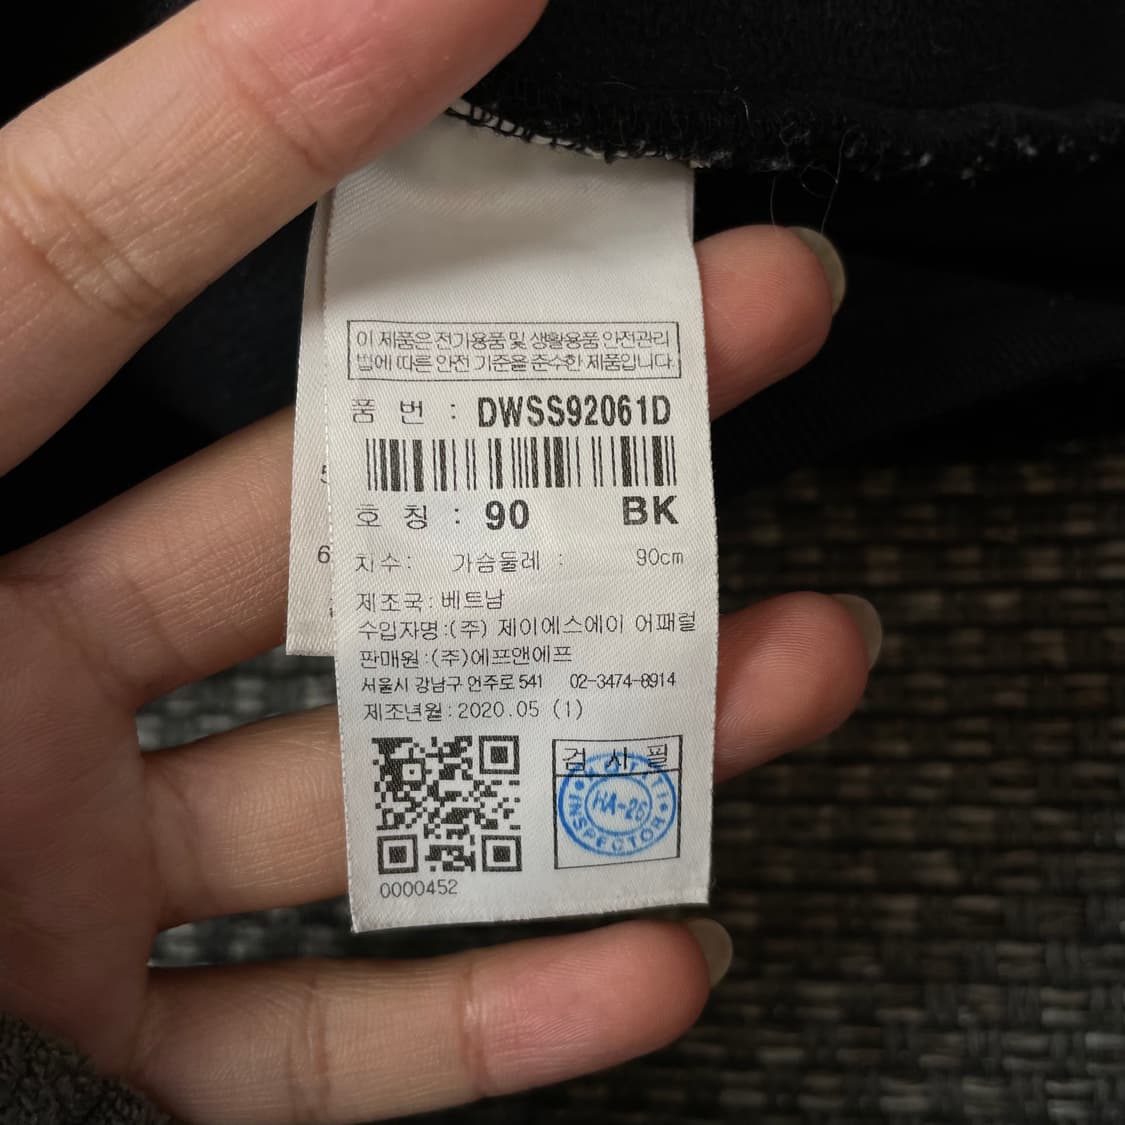 이 제품은 전기용품 및 생활용품 안전관리
법에 따른 안전 기준을 준수한 제품입니다.
품 번 : DWSS92061D
호 칭 : 90 BK
치수: 가슴둘레 : 90cm
제조국:베트남
수입자명:(주) 제이에스에이 어패럴
판매원:(주)에프앤에프
서울시 강남구 언주로 541 02-3474-8914
제조년월:2020.05 (1)
검 사 필
HA-26
INSPECTOR
0000452
6